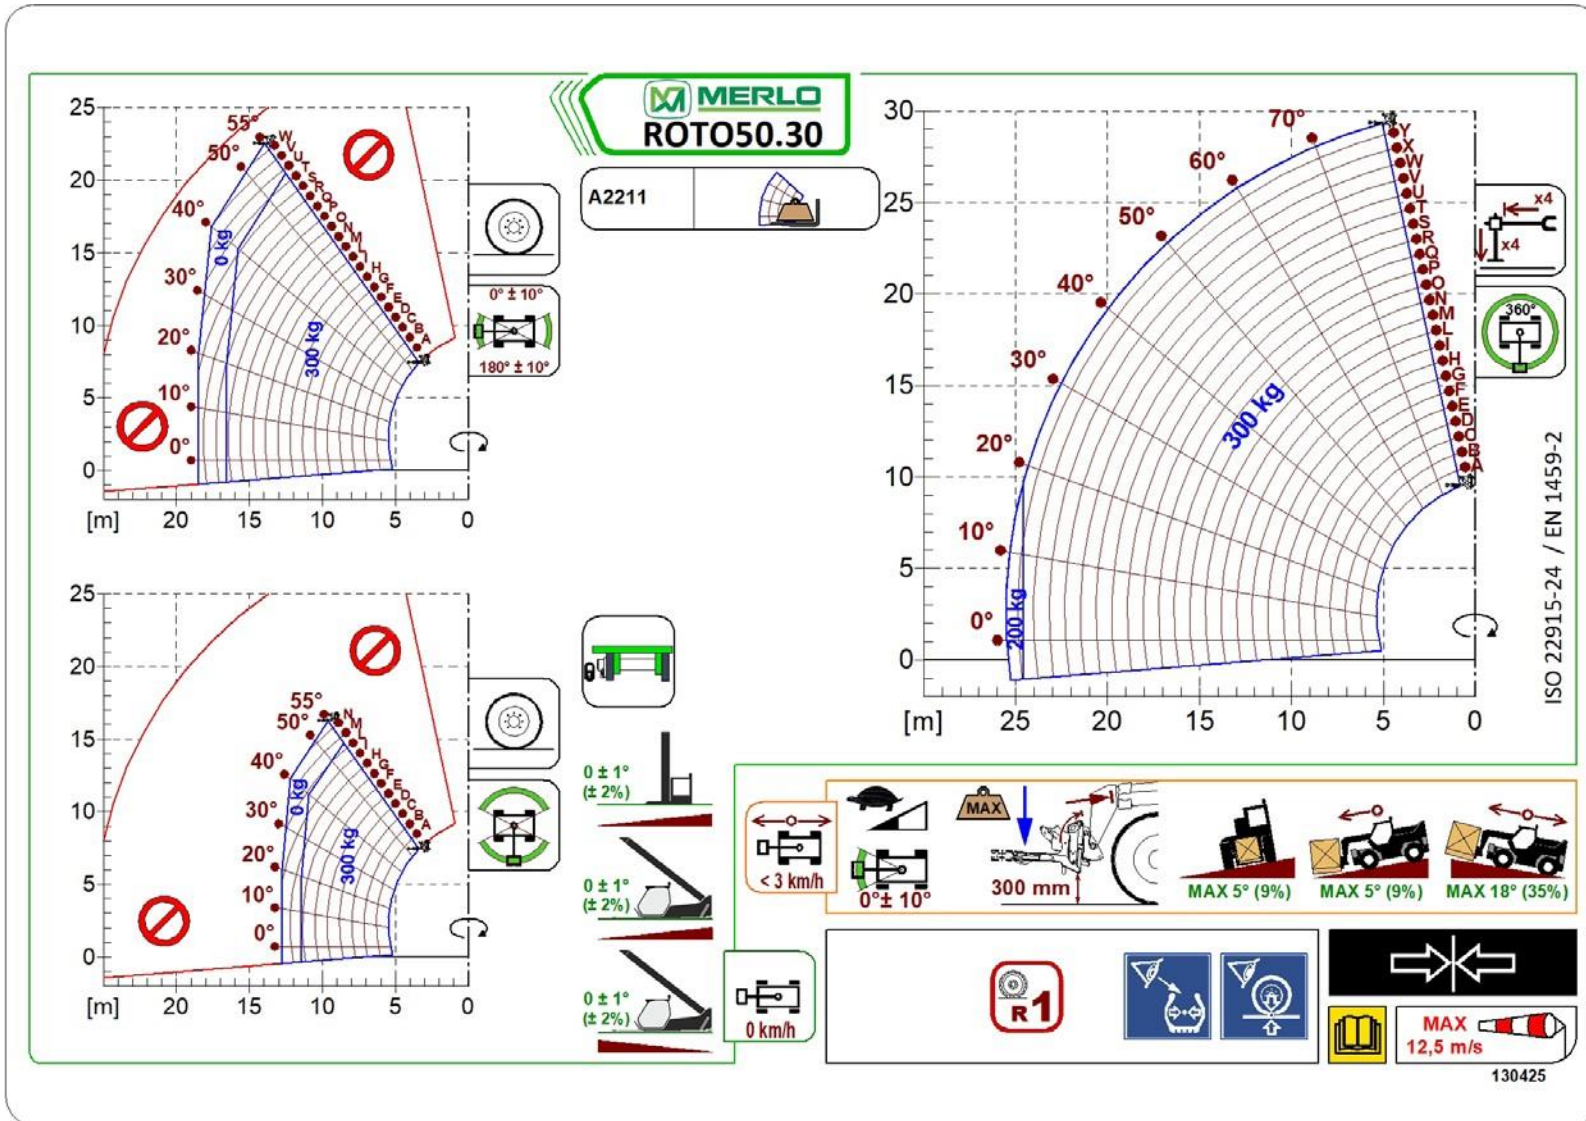 MERLO
ROTO50.30
A2211
25
20
15
10
5
0
[m] 20 15 10 5 0
55°
50°
40°
30°
20°
10°
0°
W
V
U
T
S
R
Q
P
O
N
M
L
I
H
G
F
E
D
C
B
A
0 kg
300 kg
0° ± 10°
180° ± 10°
25
20
15
10
5
0
[m] 20 15 10 5 0
55°
50°
40°
30°
20°
10°
0°
N
M
L
I
H
G
F
E
D
C
B
A
0 kg
300 kg
30
25
20
15
10
5
0
[m] 25 20 15 10 5 0
70°
60°
50°
40°
30°
20°
10°
0°
Y
X
W
V
U
T
S
R
Q
P
O
N
M
L
I
H
G
F
E
D
C
B
A
300 kg
200 kg
x4
x4
360°
ISO 22915-24 / EN 1459-2
0 ± 1°
(± 2%)
0 ± 1°
(± 2%)
0 ± 1°
(± 2%)
< 3 km/h
0°± 10°
MAX
300 mm
MAX 5° (9%)
MAX 5° (9%)
MAX 18° (35%)
0 km/h
R 1
MAX
12,5 m/s
130425